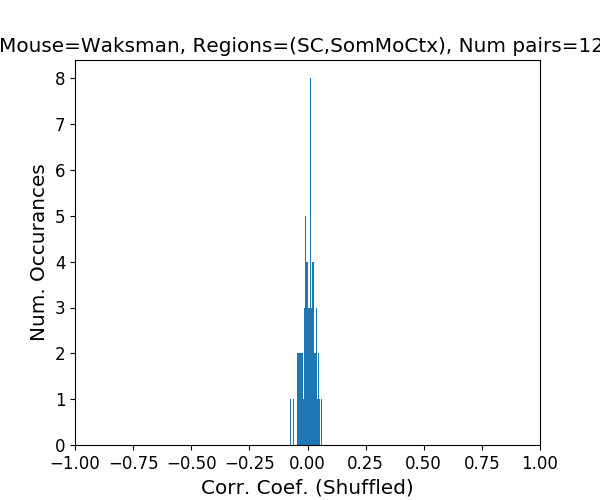 Mouse=Waksman, Regions=(SC,SomMoCtx), Num pairs=12
8
7
6
5
4
3
2
1
0
Num. Occurances
−1.00 −0.75 −0.50 −0.25 0.00 0.25 0.50 0.75 1.00
Corr. Coef. (Shuffled)